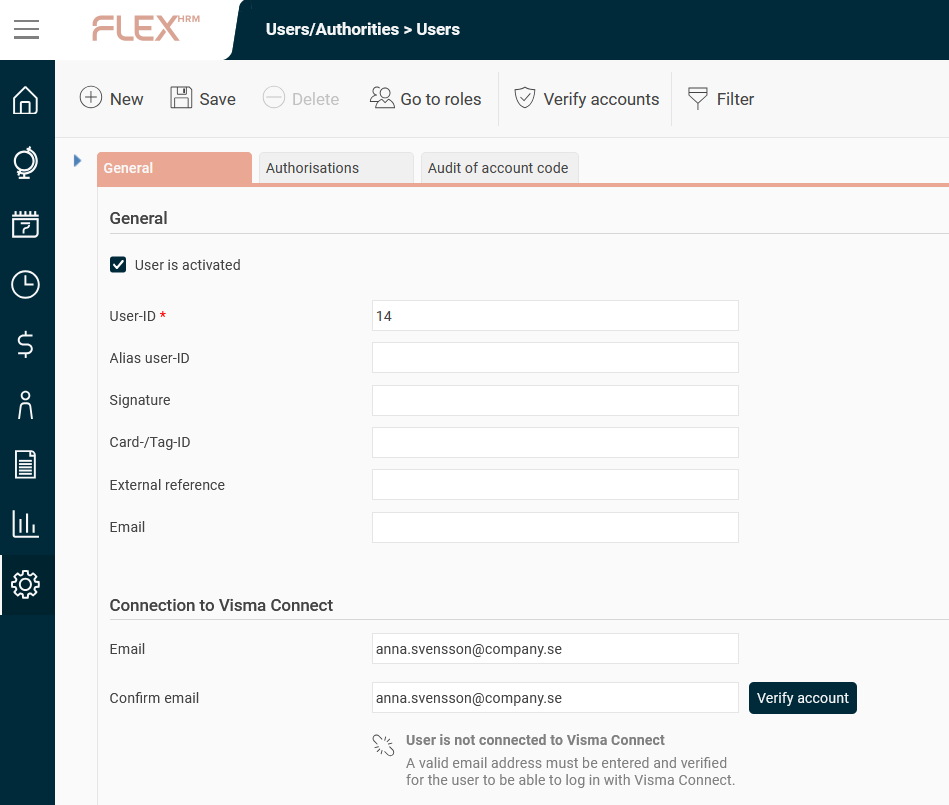 FLEX HRM
Users/Authorities > Users
New Save Delete Go to roles Verify accounts Filter
General Authorisations Audit of account code
General
User is activated
User-ID * 14
Alias user-ID
Signature
Card-/Tag-ID
External reference
Email
Connection to Visma Connect
Email anna.svensson@company.se
Confirm email anna.svensson@company.se Verify account
User is not connected to Visma Connect
A valid email address must be entered and verified
for the user to be able to log in with Visma Connect.
7